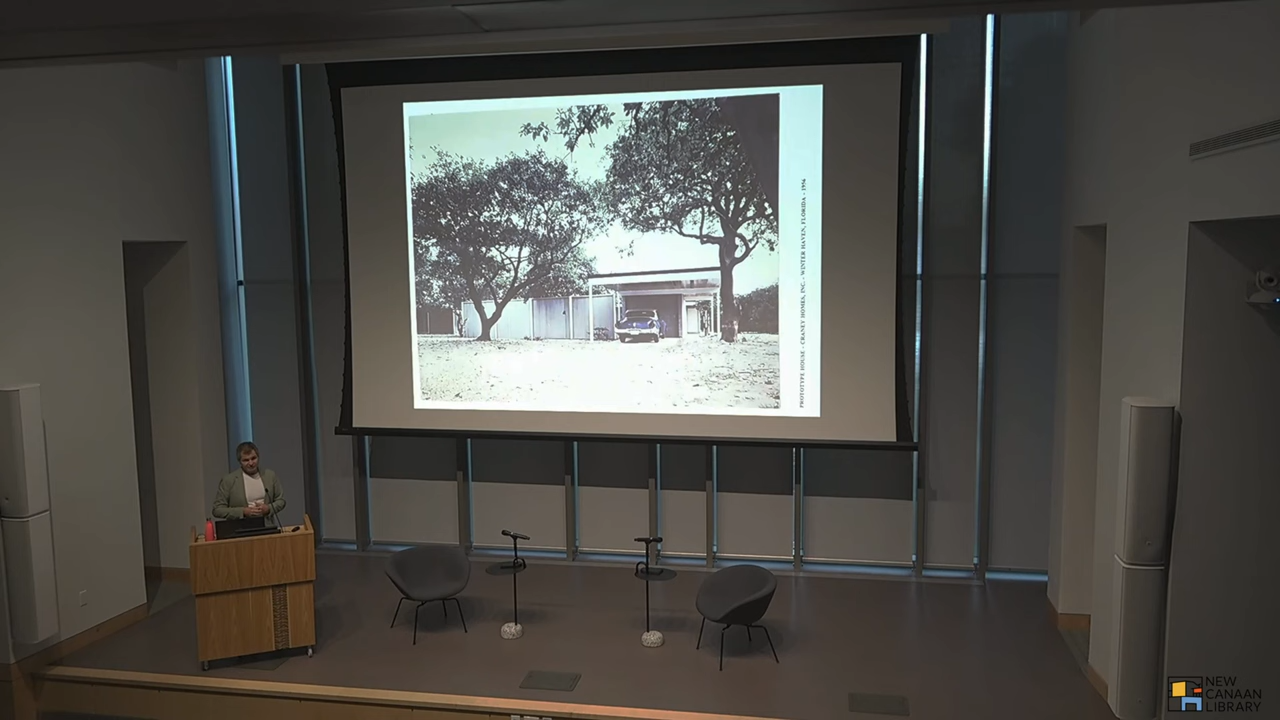 PROTOTYPE HOUSE - CRANEY HOMES, INC. - WINTER HAVEN, FLORIDA - 1956
NEW
CANAAN
LIBRARY